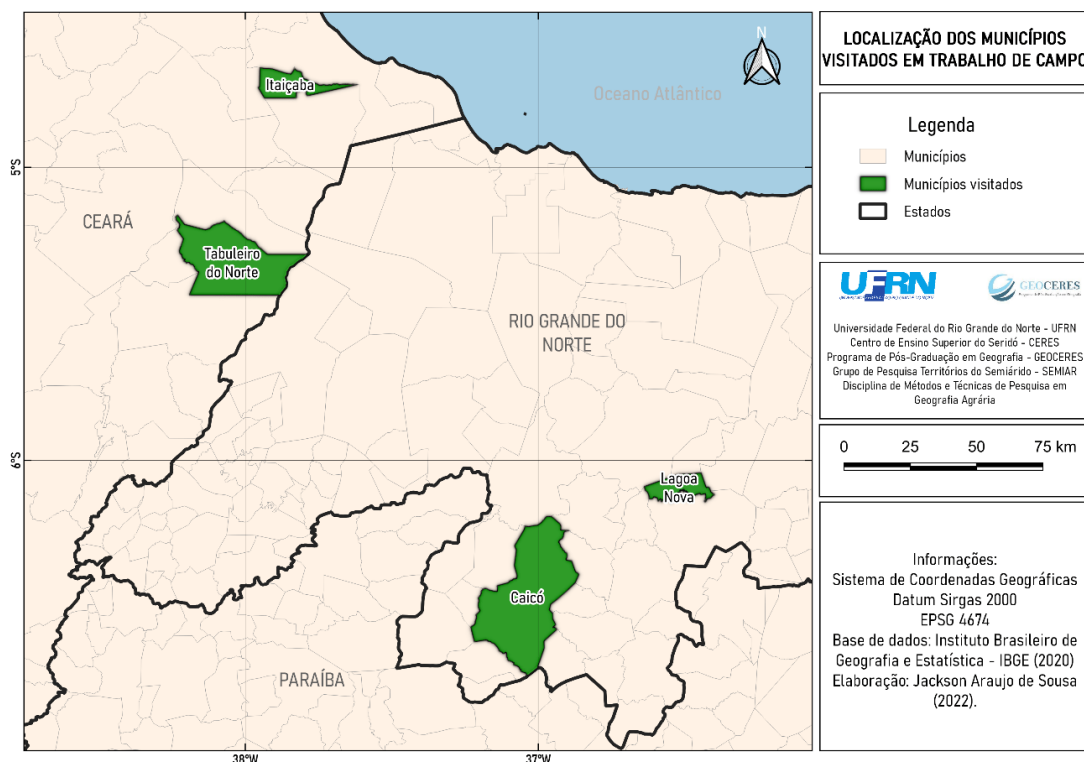 LOCALIZAÇÃO DOS MUNICÍPIOS
VISITADOS EM TRABALHO DE CAMPO
N
Oceano Atlântico
Itaiçaba
5°S
CEARÁ
Tabuleiro
do Norte
RIO GRANDE DO
NORTE
6°S
Lagoa
Nova
Caicó
PARAÍBA
38°W
37°W
Legenda
Municípios
Municípios visitados
Estados
UFRN
GEOCERES
Universidade Federal do Rio Grande do Norte - UFRN
Centro de Ensino Superior do Seridó - CERES
Programa de Pós-Graduação em Geografia - GEOCERES
Grupo de Pesquisa Territórios do Semiárido - SEMIAR
Disciplina de Métodos e Técnicas de Pesquisa em
Geografia Agrária
0 25 50 75 km
Informações:
Sistema de Coordenadas Geográficas
Datum Sirgas 2000
EPSG 4674
Base de dados: Instituto Brasileiro de
Geografia e Estatística - IBGE (2020)
Elaboração: Jackson Araujo de Sousa
(2022).